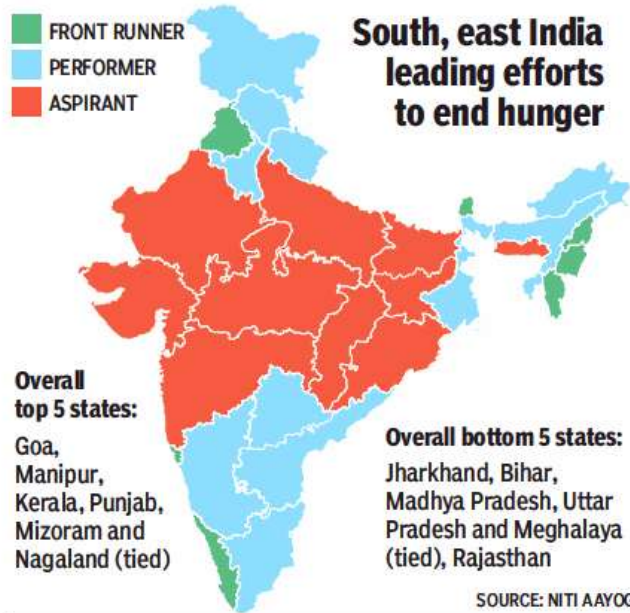 FRONT RUNNER
PERFORMER
ASPIRANT
South, east India
leading efforts
to end hunger
Overall
top 5 states:
Goa,
Manipur,
Kerala, Punjab,
Mizoram and
Nagaland (tied)
Overall bottom 5 states:
Jharkhand, Bihar,
Madhya Pradesh, Uttar
Pradesh and Meghalaya
(tied), Rajasthan
SOURCE: NITI AAYOG